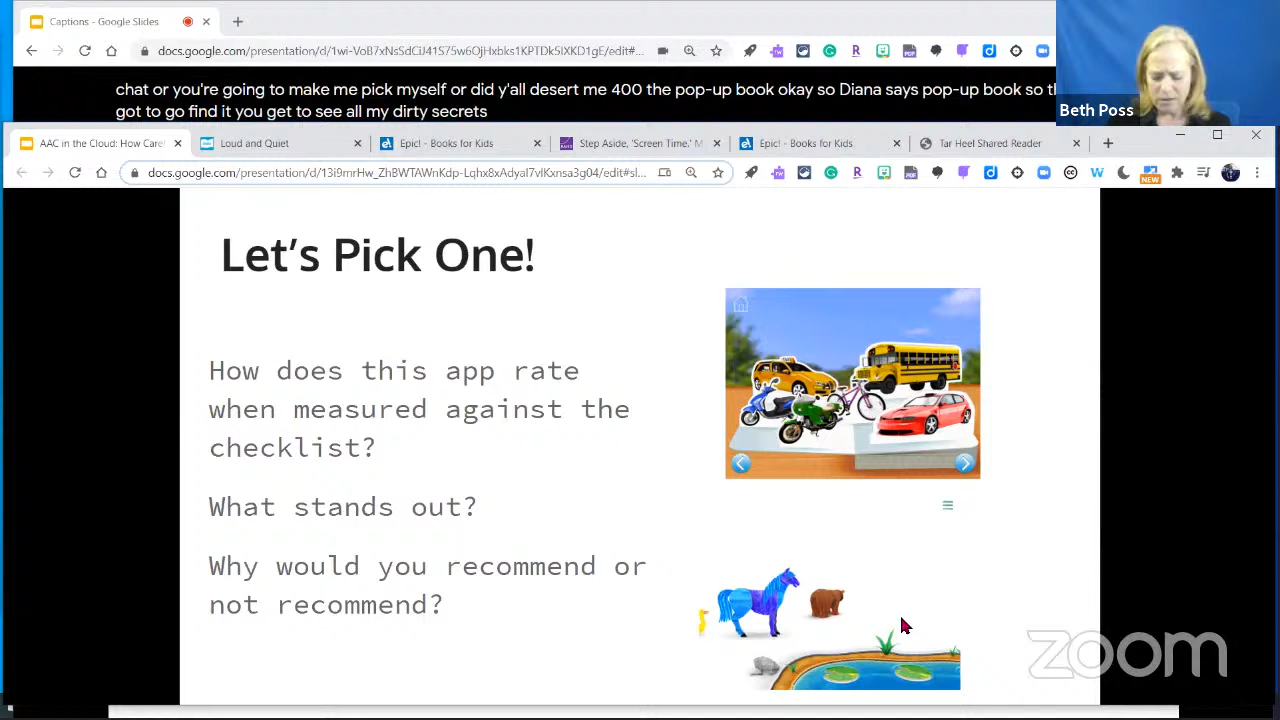 Captions - Google Slides
docs.google.com/presentation/d/1wi-VoB7xNsSdCiJ41S75w6OjHxbks1KPTDk5lXKD1gE/edit#
chat or you're going to make me pick myself or did y'all desert me 400 the pop-up book okay so Diana says pop-up book so th
got to go find it you get to see all my dirty secrets
Beth Poss
AAC in the Cloud: How Care
Loud and Quiet
Epic! - Books for Kids
Step Aside, 'Screen Time,' M
Epic! - Books for Kids
Tar Heel Shared Reader
docs.google.com/presentation/d/13i9mrHw_ZhBWTAWnKdp-Lqhx8xAdyaI7vlKxnsa3g04/edit#sl...
NEW
Let's Pick One!
How does this app rate
when measured against the
checklist?
What stands out?
Why would you recommend or
not recommend?
zoom